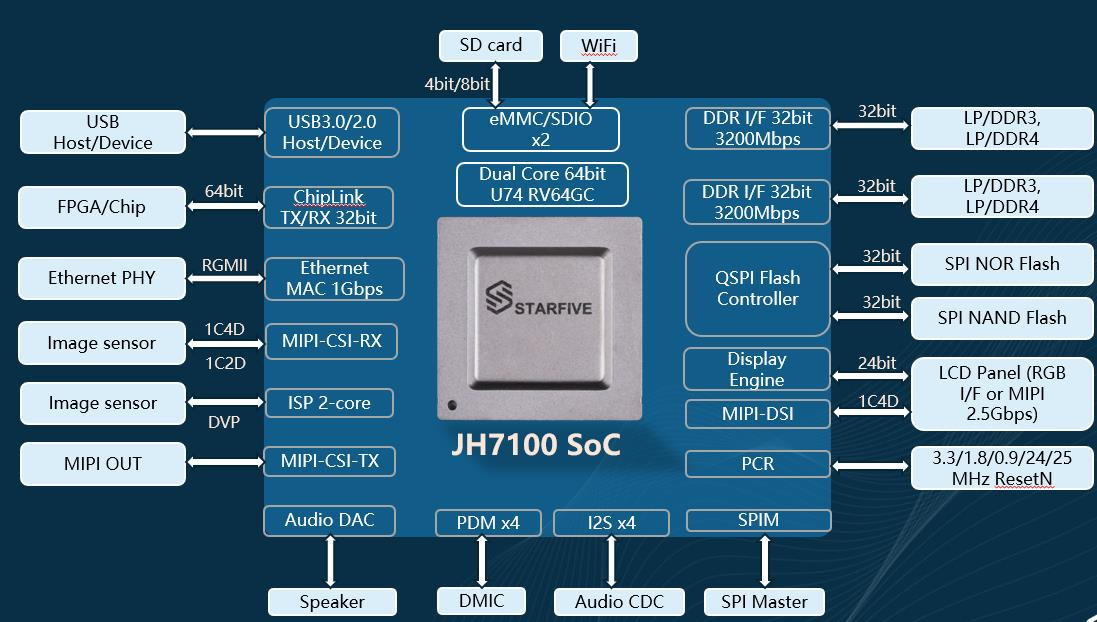 SD card
WiFi
4bit/8bit
eMMC/SDIO
x2
Dual Core 64bit
U74 RV64GC
USB
Host/Device
USB3.0/2.0
Host/Device
FPGA/Chip
64bit
ChipLink
TX/RX 32bit
Ethernet PHY
RGMII
Ethernet
MAC 1Gbps
Image sensor
1C4D
1C2D
MIPI-CSI-RX
Image sensor
DVP
ISP 2-core
MIPI OUT
MIPI-CSI-TX
Audio DAC
Speaker
STARFIVE
JH7100 SoC
PDM x4
DMIC
I2S x4
Audio CDC
DDR I/F 32bit
3200Mbps
32bit
LP/DDR3,
LP/DDR4
DDR I/F 32bit
3200Mbps
32bit
LP/DDR3,
LP/DDR4
QSPI Flash
Controller
32bit
SPI NOR Flash
32bit
SPI NAND Flash
Display
Engine
24bit
MIPI-DSI
1C4D
LCD Panel (RGB
I/F or MIPI
2.5Gbps)
PCR
3.3/1.8/0.9/24/25
MHz ResetN
SPIM
SPI Master